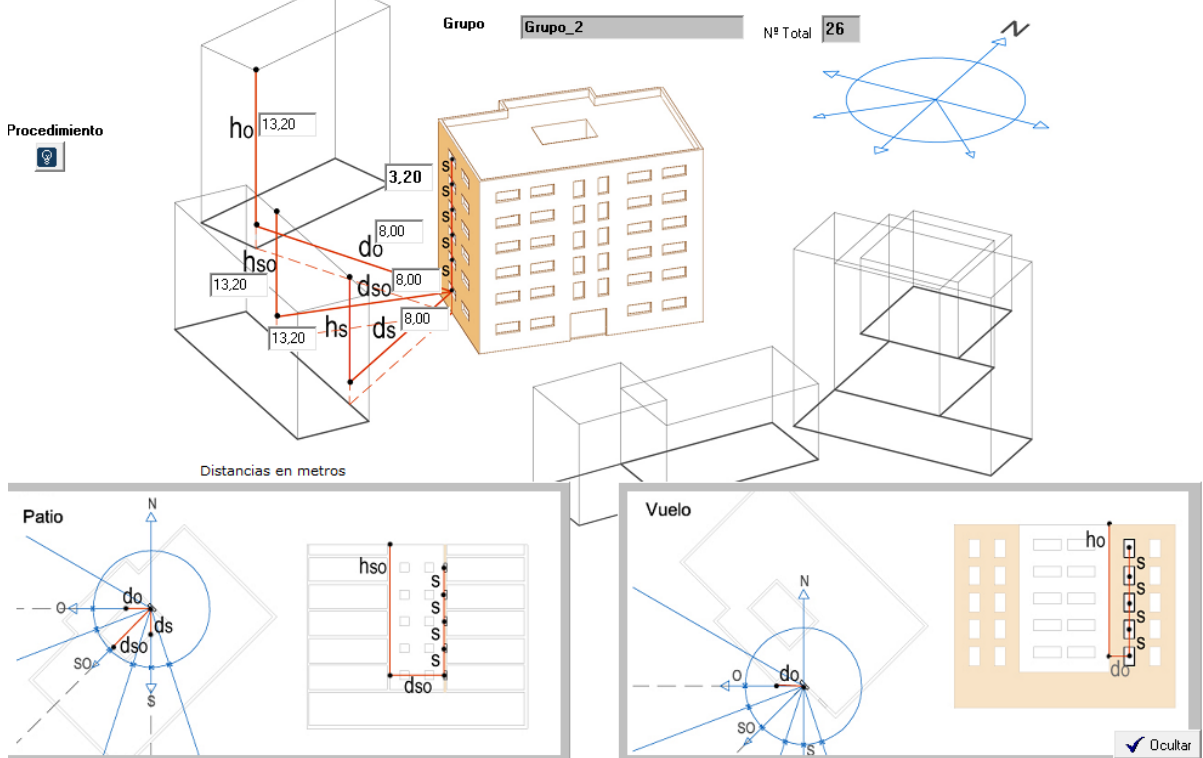 Grupo Grupo_2 Nº Total 26
N
Procedimiento
ho 13,20
3,20
s
s
s
s
s
do 8,00
hso
13,20
dso 8,00
hs ds 8,00
13,20
Distancias en metros
Patio
N
O
do
ds
dso
SO
S
hso
s
s
s
s
dso
Vuelo
N
O
do
SO
S
ho
s
s
s
s
do
Ocultar